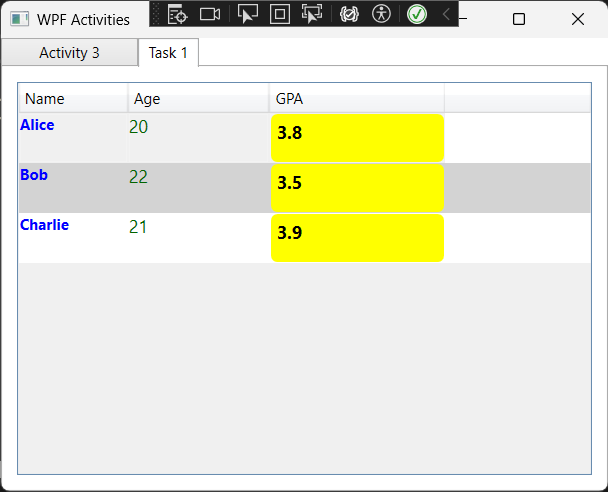 WPF Activities
Activity 3 Task 1
Name Age GPA
Alice 20 3.8
Bob 22 3.5
Charlie 21 3.9